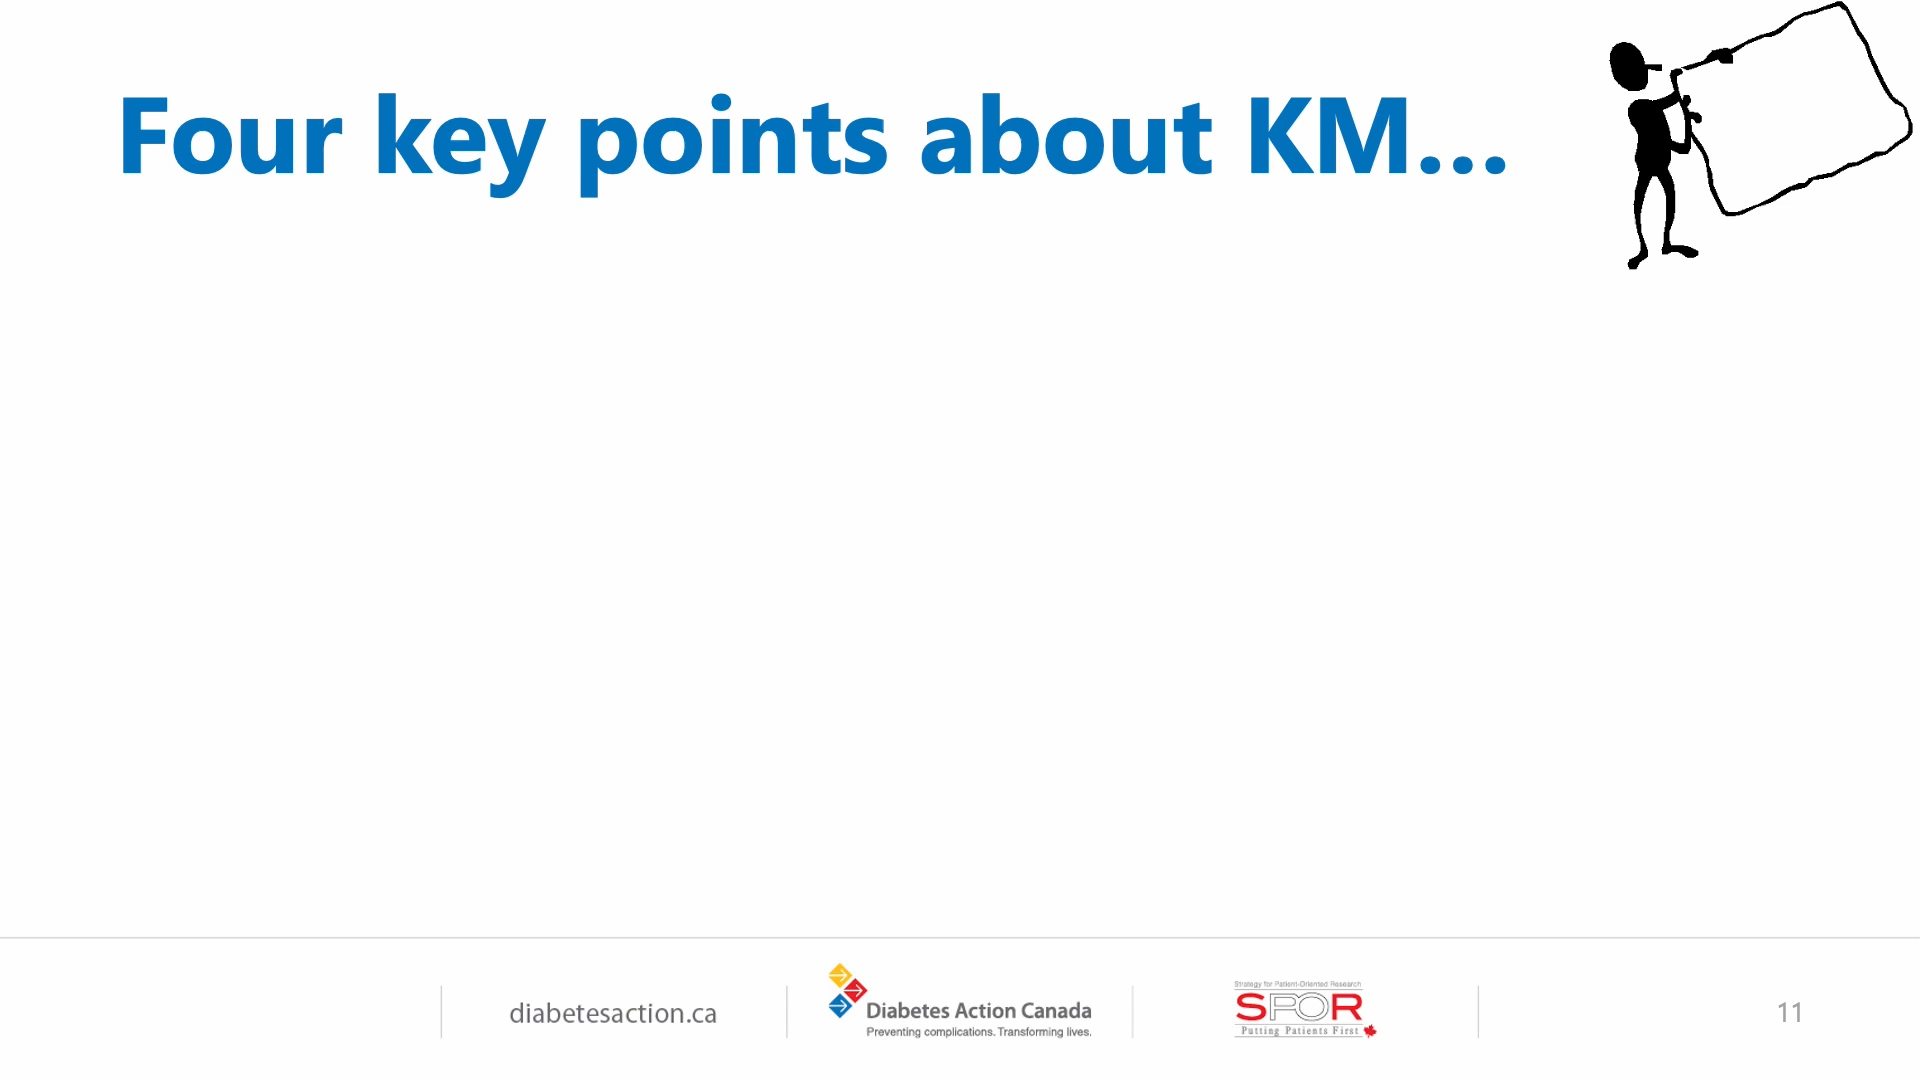 Four key points about KM...
diabetesaction.ca
Diabetes Action Canada
Preventing complications. Transforming lives.
Strategy for Patient-Oriented Research
SPOR
Putting Patients First
11